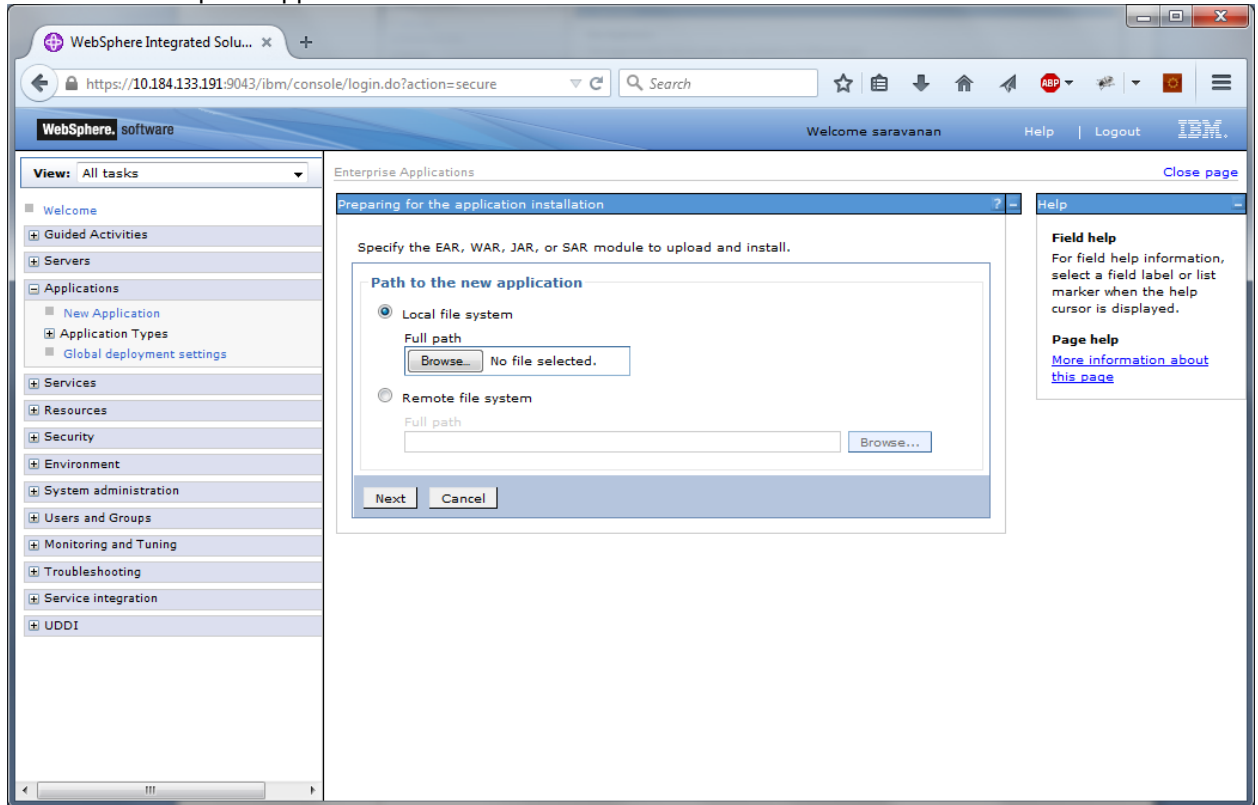 WebSphere Integrated Solu...
https://10.184.133.191:9043/ibm/console/login.do?action=secure
Search
ABP
WebSphere. software
Welcome saravanan
Help | Logout
IBM.
View: All tasks
Welcome
Guided Activities
Servers
Applications
New Application
Application Types
Global deployment settings
Services
Resources
Security
Environment
System administration
Users and Groups
Monitoring and Tuning
Troubleshooting
Service integration
UDDI
Enterprise Applications
Close page
Preparing for the application installation
?
Specify the EAR, WAR, JAR, or SAR module to upload and install.
Path to the new application
Local file system
Full path
Browse... No file selected.
Remote file system
Full path
Browse...
Next Cancel
Help
Field help
For field help information,
select a field label or list
marker when the help
cursor is displayed.
Page help
More information about
this page